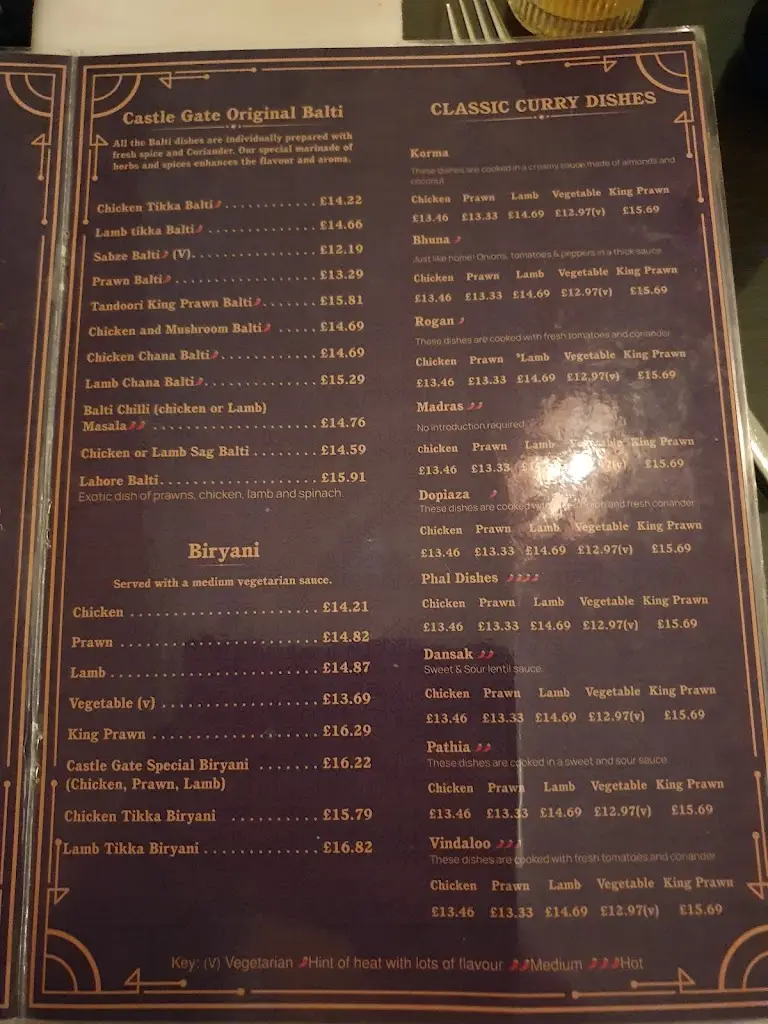 Castle Gate Original Balti
All the Balti dishes are individually prepared with
fresh spice and Coriander. Our special marinade of
herbs and spices enhances the flavour and aroma.
Chicken Tikka Balti ............ £14.22
Lamb tikka Balti ............ £14.66
Sabze Balti (V) ............ £12.19
Prawn Balti ............ £13.29
Tandoori King Prawn Balti ....... £15.81
Chicken and Mushroom Balti ..... £14.69
Chicken Chana Balti ............ £14.69
Lamb Chana Balti ............ £15.29
Balti Chilli (chicken or Lamb)
Masala ............ £14.76
Chicken or Lamb Sag Balti ......... £14.59
Lahore Balti ............ £15.91
Exotic dish of prawns, chicken, lamb and spinach.
Biryani
Served with a medium vegetarian sauce.
Chicken ............ £14.21
Prawn ............ £14.82
Lamb ............ £14.87
Vegetable (v) ............ £13.69
King Prawn ............ £16.29
Castle Gate Special Biryani ....... £16.22
(Chicken, Prawn, Lamb)
Chicken Tikka Biryani .......... £15.79
Lamb Tikka Biryani ............ £16.82
CLASSIC CURRY DISHES
Korma
These dishes are cooked in a creamy sauce made of almonds and
coconut
Chicken Prawn Lamb Vegetable King Prawn
£13.46 £13.33 £14.69 £12.97(v) £15.69
Bhuna
Just like home! Onions, tomatoes & peppers in a thick sauce
Chicken Prawn Lamb Vegetable King Prawn
£13.46 £13.33 £14.69 £12.97(v) £15.69
Rogan
These dishes are cooked with fresh tomatoes and coriander
Chicken Prawn *Lamb Vegetable King Prawn
£13.46 £13.33 £14.69 £12.97(v) £15.69
Madras
No introduction required
Chicken Prawn Lamb Vegetable King Prawn
£13.46 £13.33 £15.69
Dopiaza
These dishes are cooked and fresh coriander
Chicken Prawn Lamb Vegetable King Prawn
£13.46 £13.33 £14.69 £12.97(v) £15.69
Phal Dishes
Chicken Prawn Lamb Vegetable King Prawn
£13.46 £13.33 £14.69 £12.97(v) £15.69
Dansak
Sweet & Sour lentil sauce.
Chicken Prawn Lamb Vegetable King Prawn
£13.46 £13.33 £14.69 £12.97(v) £15.69
Pathia
These dishes are cooked in a sweet and sour sauce
Chicken Prawn Lamb Vegetable King Prawn
£13.46 £13.33 £14.69 £12.97(v) £15.69
Vindaloo
These dishes are cooked with fresh tomatoes and coriander
Chicken Prawn Lamb Vegetable King Prawn
£13.46 £13.33 £14.69 £12.97(v) £15.69
Key: (V) Vegetarian Hint of heat with lots of flavour Medium Hot